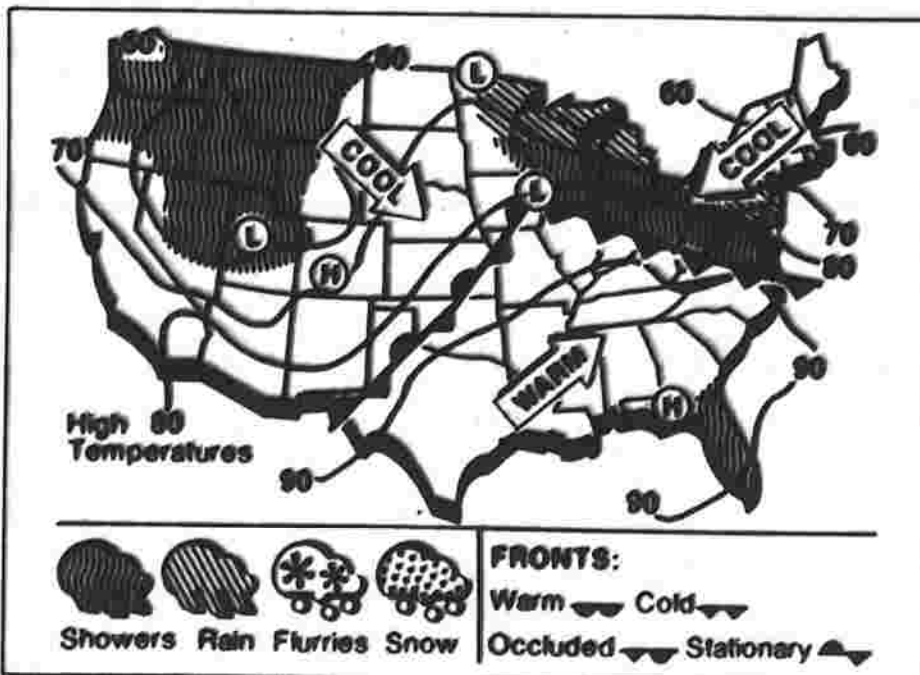 50
60
L
60
COOL
COOL
60
70
L
L
70
H
80
WARM
90
H
High 80
Temperatures
90
90
Showers Rain Flurries Snow
FRONTS:
Warm Cold
Occluded Stationary